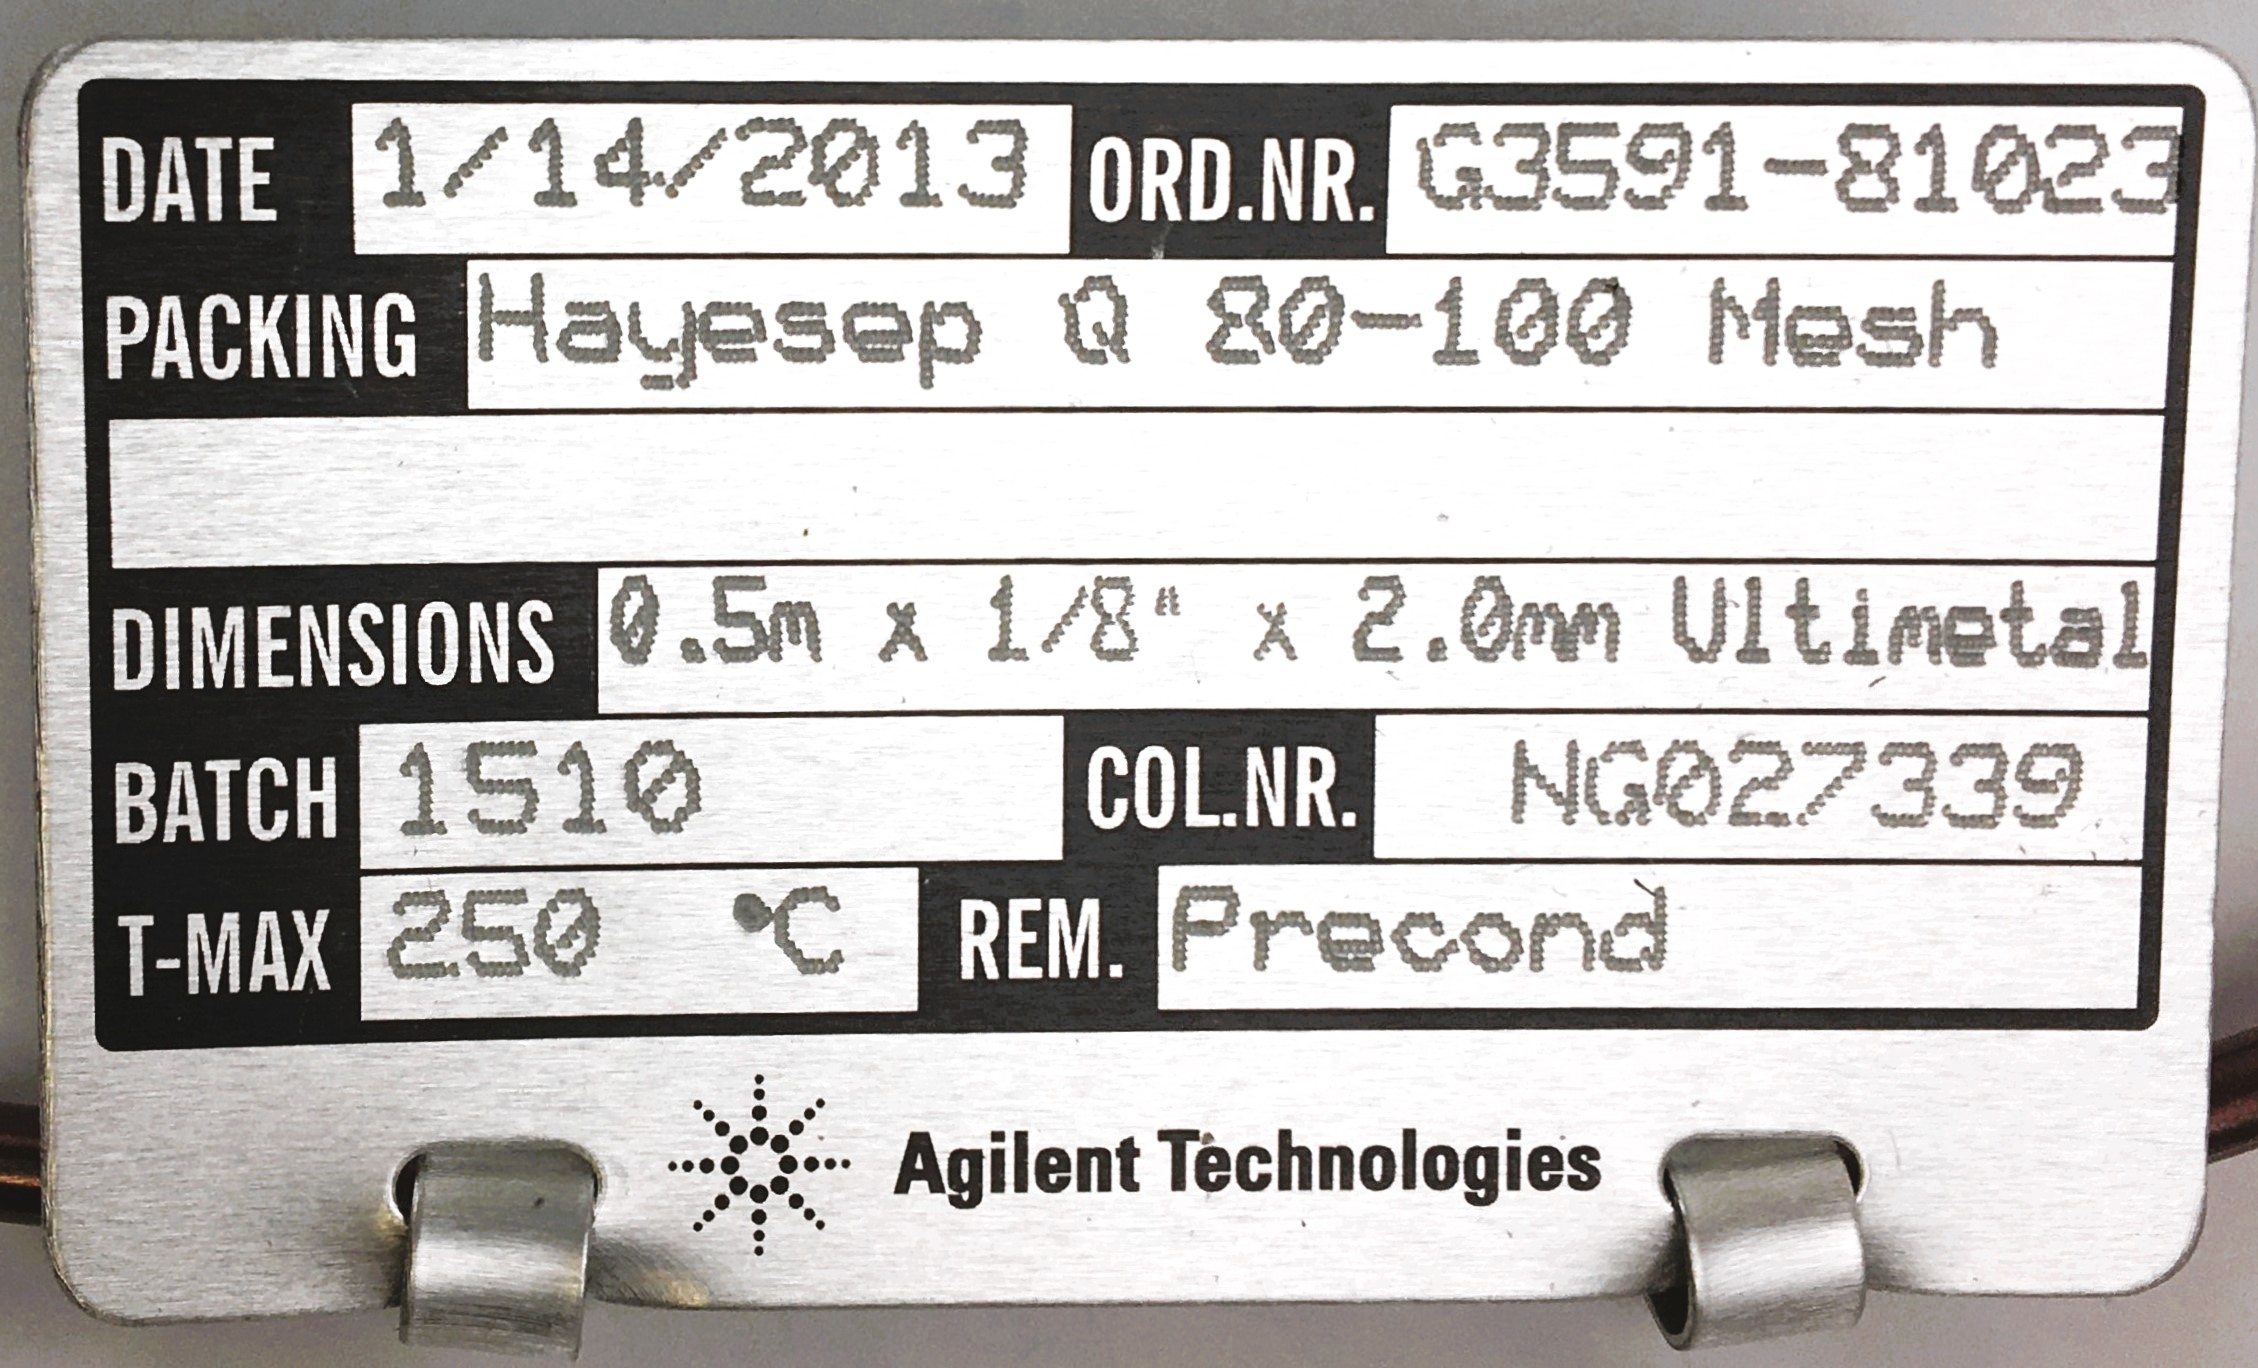 DATE 1/14/2013 ORD.NR. G3591-81023
PACKING Hayesep Q 80-100 Mesh
DIMENSIONS 0.5m x 1/8" x 2.0mm Ultimetal
BATCH 1510 COL.NR. NG027339
T-MAX 250 °C REM. Precond
Agilent Technologies